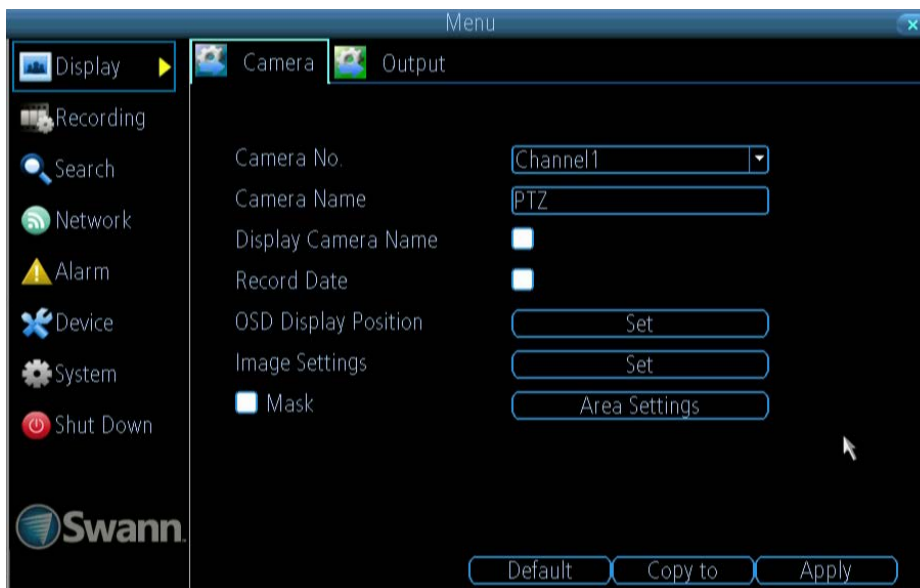 Menu
Display
Recording
Search
Network
Alarm
Device
System
Shut Down
Swann
Camera
Output
Camera No.
Channel1
Camera Name
PTZ
Display Camera Name
Record Date
OSD Display Position
Set
Image Settings
Set
Mask
Area Settings
Default
Copy to
Apply